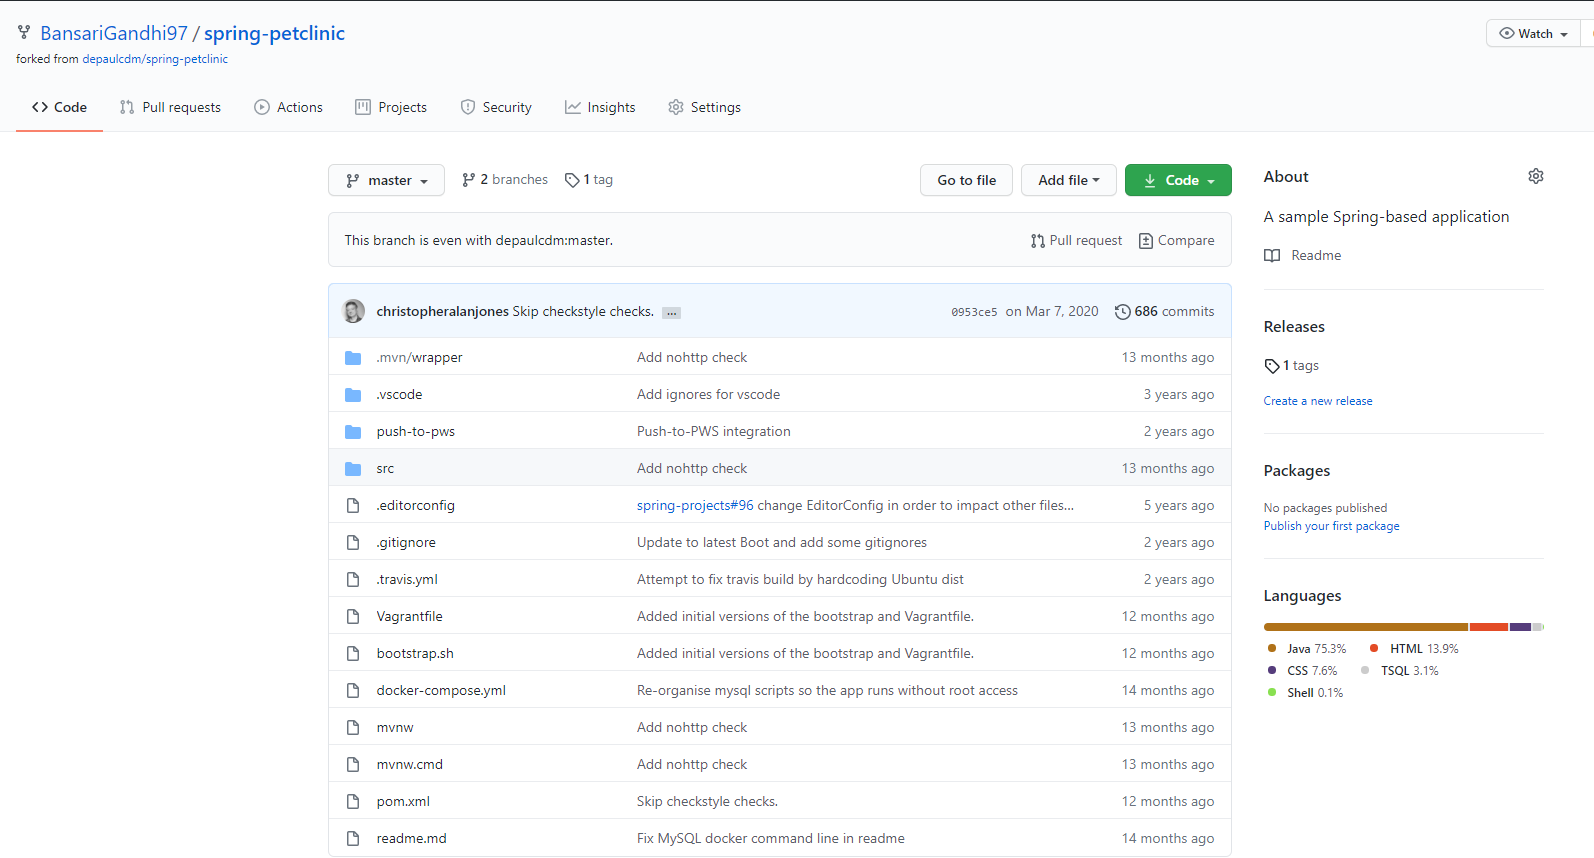 BansariGandhi97 / spring-petclinic
Watch
forked from depaulcdm/spring-petclinic
Code Pull requests Actions Projects Security Insights Settings
master 2 branches 1 tag Go to file Add file Code
This branch is even with depaulcdm:master. Pull request Compare
christopheralanjones Skip checkstyle checks. ... 0953ce5 on Mar 7, 2020 686 commits
.mvn/wrapper Add nohttp check 13 months ago
.vscode Add ignores for vscode 3 years ago
push-to-pws Push-to-PWS integration 2 years ago
src Add nohttp check 13 months ago
.editorconfig spring-projects#96 change EditorConfig in order to impact other files... 5 years ago
.gitignore Update to latest Boot and add some gitignores 2 years ago
.travis.yml Attempt to fix travis build by hardcoding Ubuntu dist 2 years ago
Vagrantfile Added initial versions of the bootstrap and Vagrantfile. 12 months ago
bootstrap.sh Added initial versions of the bootstrap and Vagrantfile. 12 months ago
docker-compose.yml Re-organise mysql scripts so the app runs without root access 14 months ago
mvnw Add nohttp check 13 months ago
mvnw.cmd Add nohttp check 13 months ago
pom.xml Skip checkstyle checks. 12 months ago
readme.md Fix MySQL docker command line in readme 14 months ago
About
A sample Spring-based application
Readme
Releases
1 tags
Create a new release
Packages
No packages published
Publish your first package
Languages
Java 75.3% HTML 13.9%
CSS 7.6% TSQL 3.1%
Shell 0.1%